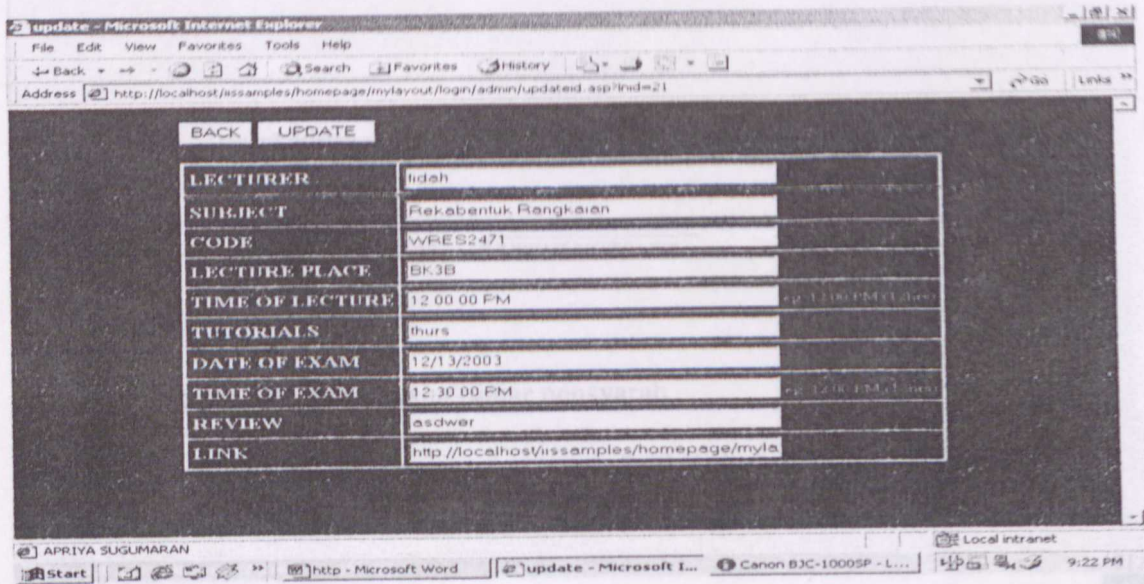 update - Microsoft Internet Explorer
File Edit View Favorites Tools Help
Back Search Favorites History
Address http://localhost/iissamples/homepage/mylayout/login/admin/updateid.asp?inid=21 Go Links »
BACK UPDATE
LECTURER fidah
SUBJECT Rekabentuk Rangkaian
CODE WRES2471
LECTURE PLACE BK3B
TIME OF LECTURE 12:00:00 PM
TUTORIALS thurs
DATE OF EXAM 12/13/2003
TIME OF EXAM 12:30:00 PM
REVIEW asdwer
LINK http://localhost/iissamples/homepage/myla
APRIYA SUGUMARAN Local intranet
Start » http - Microsoft Word update - Microsoft I... Canon BJC-1000SP - L... 9:22 PM